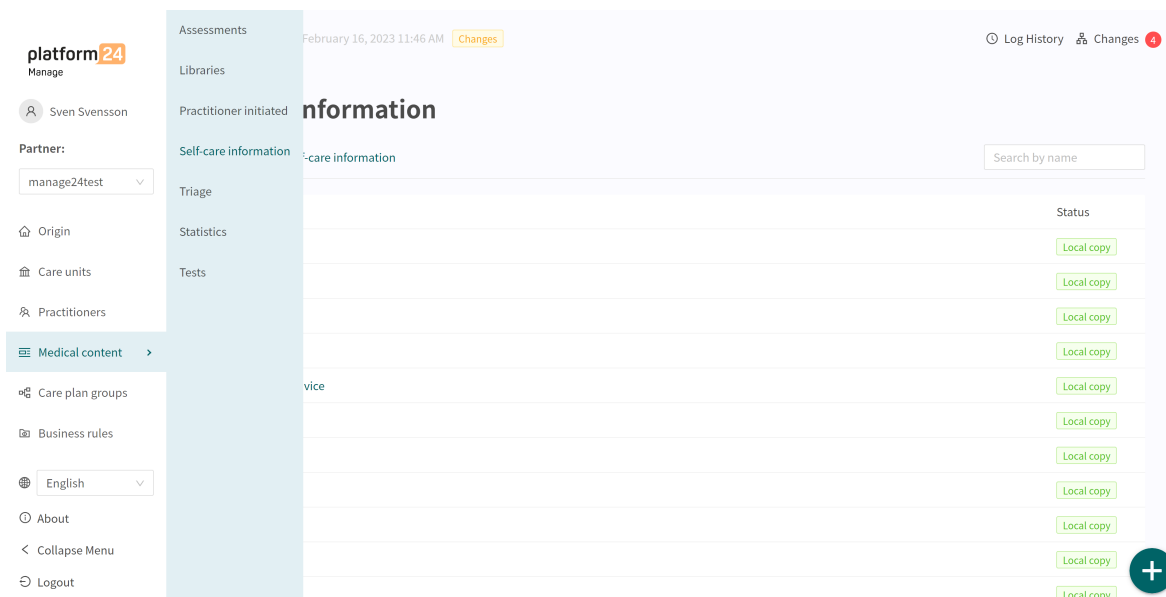 platform24
Manage
Sven Svensson
Partner:
manage24test
Origin
Care units
Practitioners
Medical content
Care plan groups
Business rules
English
About
Collapse Menu
Logout
Assessments
Libraries
Practitioner initiated
Self-care information
Triage
Statistics
Tests
February 16, 2023 11:46 AM Changes
Log History Changes 4
nformation
-care information
Search by name
Status
Local copy
Local copy
Local copy
Local copy
vice Local copy
Local copy
Local copy
Local copy
Local copy
Local copy
Local copy